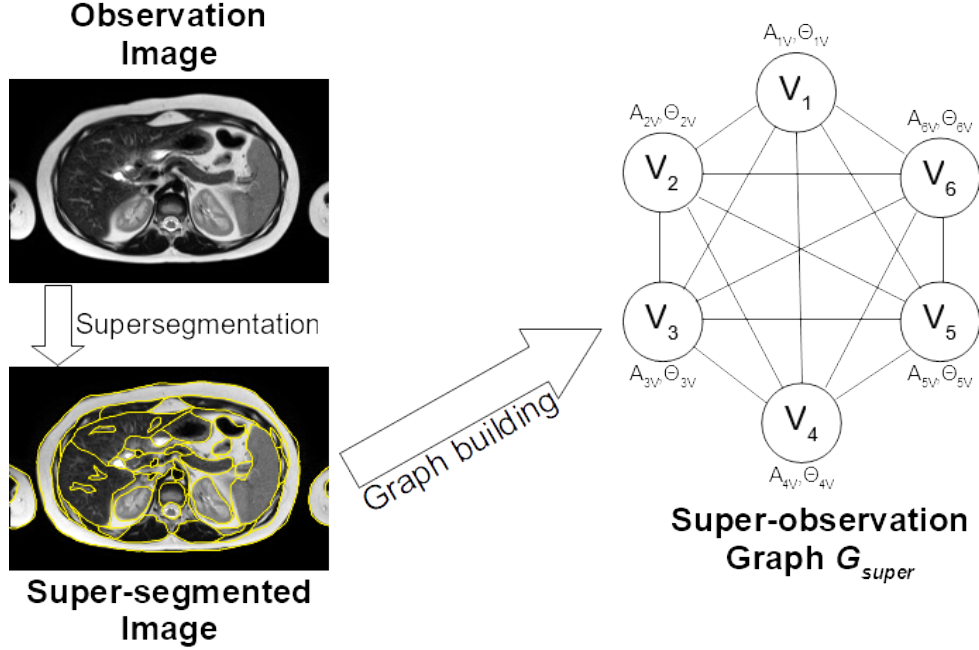 Observation
Image
Supersegmentation
Super-segmented
Image
Graph building
A1V,Θ1V
V1
A2V,Θ2V
A6V,Θ6V
V2
V6
V3
V5
A3V,Θ3V
A5V,Θ5V
V4
A4V,Θ4V
Super-observation
Graph Gsuper